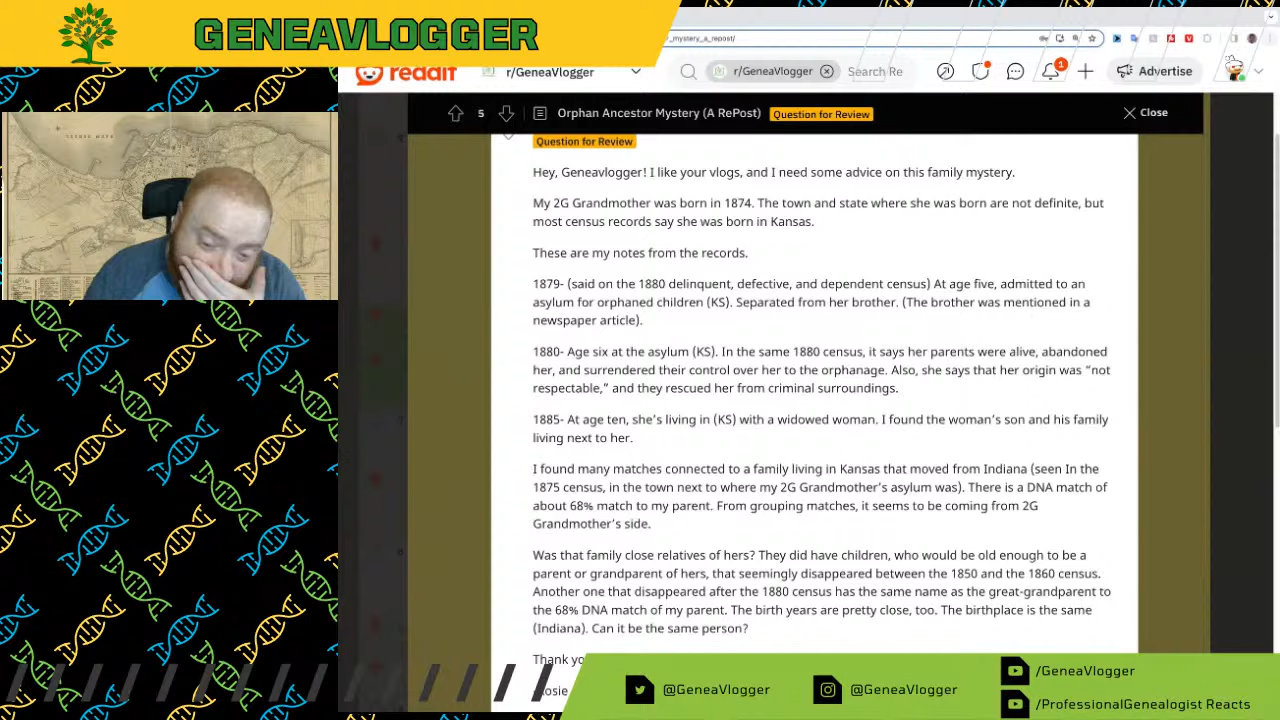 GENEAVLOGGER
_mystery_a_repost/
reddit
r/GeneaVlogger
r/GeneaVlogger
Search Re
1
Advertise
5
Orphan Ancestor Mystery (A RePost)
Question for Review
Close
Question for Review
Hey, Geneavlogger! I like your vlogs, and I need some advice on this family mystery.
My 2G Grandmother was born in 1874. The town and state where she was born are not definite, but
most census records say she was born in Kansas.
These are my notes from the records.
1879- (said on the 1880 delinquent, defective, and dependent census) At age five, admitted to an
asylum for orphaned children (KS). Separated from her brother. (The brother was mentioned in a
newspaper article).
1880- Age six at the asylum (KS). In the same 1880 census, it says her parents were alive, abandoned
her, and surrendered their control over her to the orphanage. Also, she says that her origin was “not
respectable,” and they rescued her from criminal surroundings.
1885- At age ten, she’s living in (KS) with a widowed woman. I found the woman’s son and his family
living next to her.
I found many matches connected to a family living in Kansas that moved from Indiana (seen In the
1875 census, in the town next to where my 2G Grandmother’s asylum was). There is a DNA match of
about 68% match to my parent. From grouping matches, it seems to be coming from 2G
Grandmother’s side.
Was that family close relatives of hers? They did have children, who would be old enough to be a
parent or grandparent of hers, that seemingly disappeared between the 1850 and the 1860 census.
Another one that disappeared after the 1880 census has the same name as the great-grandparent to
the 68% DNA match of my parent. The birth years are pretty close, too. The birthplace is the same
(Indiana). Can it be the same person?
Thank yo
@GeneaVlogger
@GeneaVlogger
/GeneaVlogger
/ProfessionalGenealogist Reacts